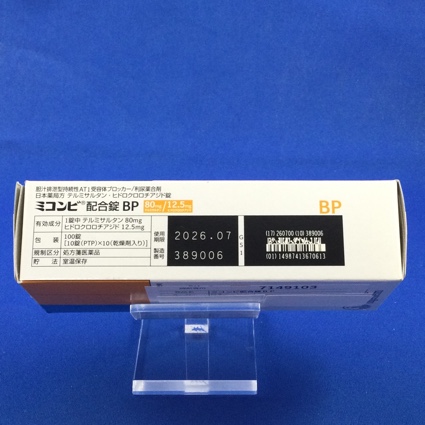 胆汁排泄型持続性AT1受容体ブロッカー/利尿薬合剤
日本薬局方 テルミサルタン・ヒドロクロロチアジド錠
ミコンビ®配合錠BP 80mg/12.5mg
BP
有効成分 1錠中 テルミサルタン 80mg
ヒドロクロロチアジド 12.5mg
包装 100錠
[10錠(PTP)×10(乾燥剤入り)]
規制区分 処方箋医薬品
貯法 室温保存
使用期限 2026.07
製造番号 389006
GS1
(17) 260700 (10) 389006
(01) 14987413670613
7149103